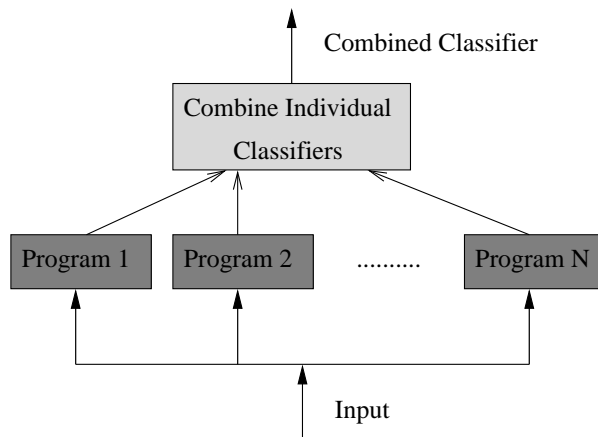 Combined Classifier
Combine Individual
Classifiers
Program 1
Program 2
..........
Program N
Input